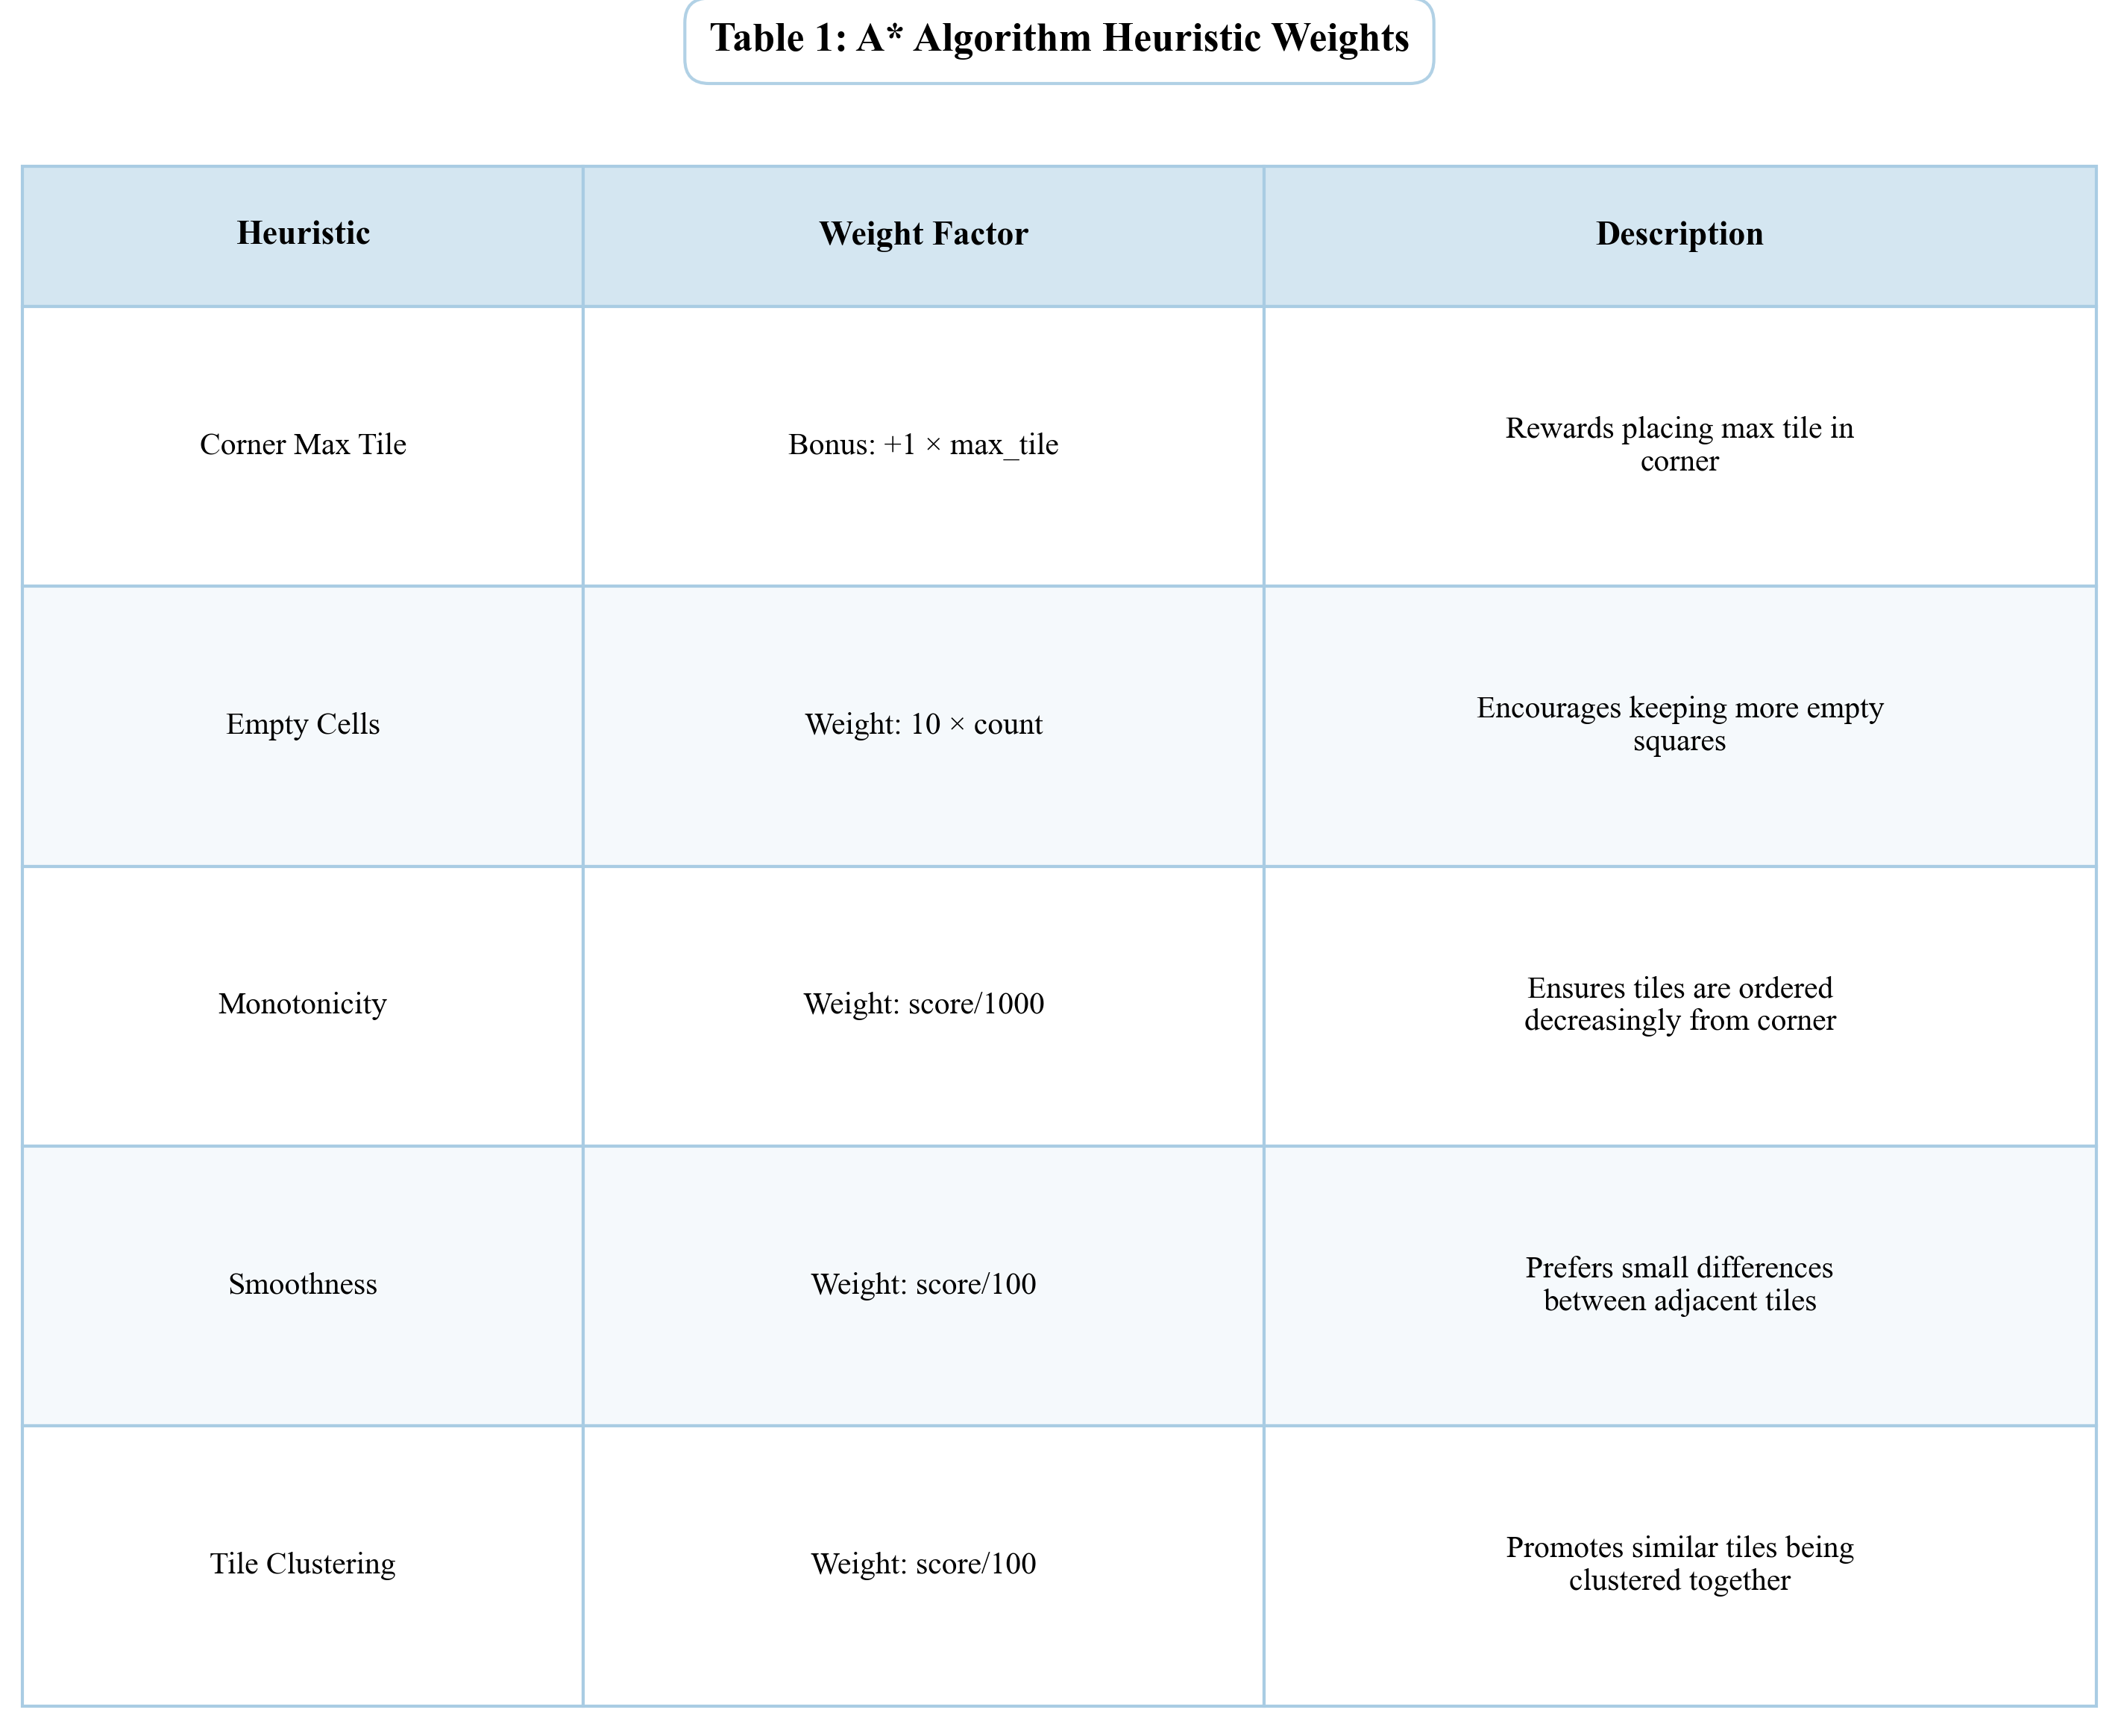 Table 1: A* Algorithm Heuristic Weights
Heuristic
Weight Factor
Description
Corner Max Tile
Bonus: +1 × max_tile
Rewards placing max tile in
corner
Empty Cells
Weight: 10 × count
Encourages keeping more empty
squares
Monotonicity
Weight: score/1000
Ensures tiles are ordered
decreasingly from corner
Smoothness
Weight: score/100
Prefers small differences
between adjacent tiles
Tile Clustering
Weight: score/100
Promotes similar tiles being
clustered together